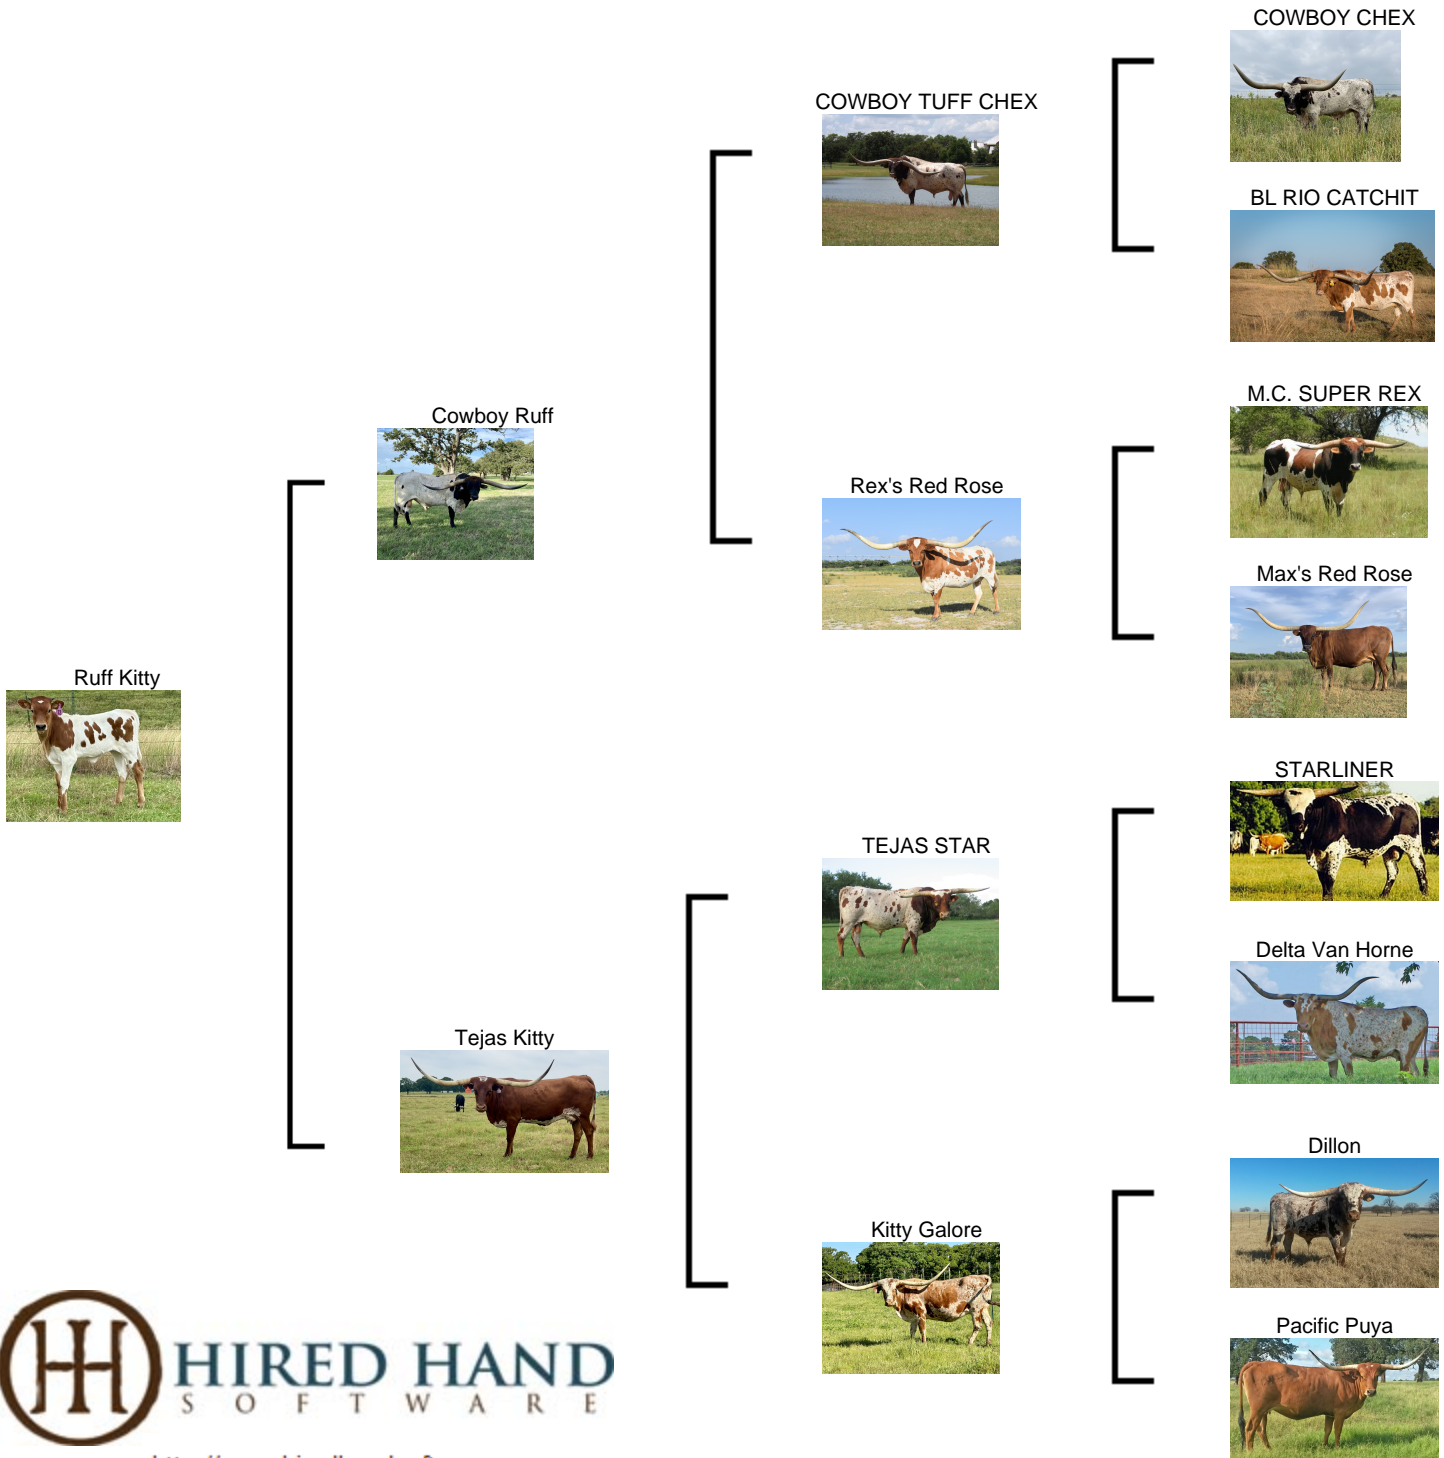 COWBOY CHEX
COWBOY TUFF CHEX
BL RIO CATCHIT
M.C. SUPER REX
Cowboy Ruff
Rex's Red Rose
Max's Red Rose
Ruff Kitty
STARLINER
TEJAS STAR
Delta Van Horne
Tejas Kitty
Dillon
Kitty Galore
Pacific Puya
HIRED HAND
SOFTWARE